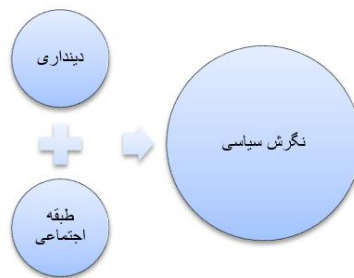 دینداری
طبقه
اجتماعی
نگرش سیاسی